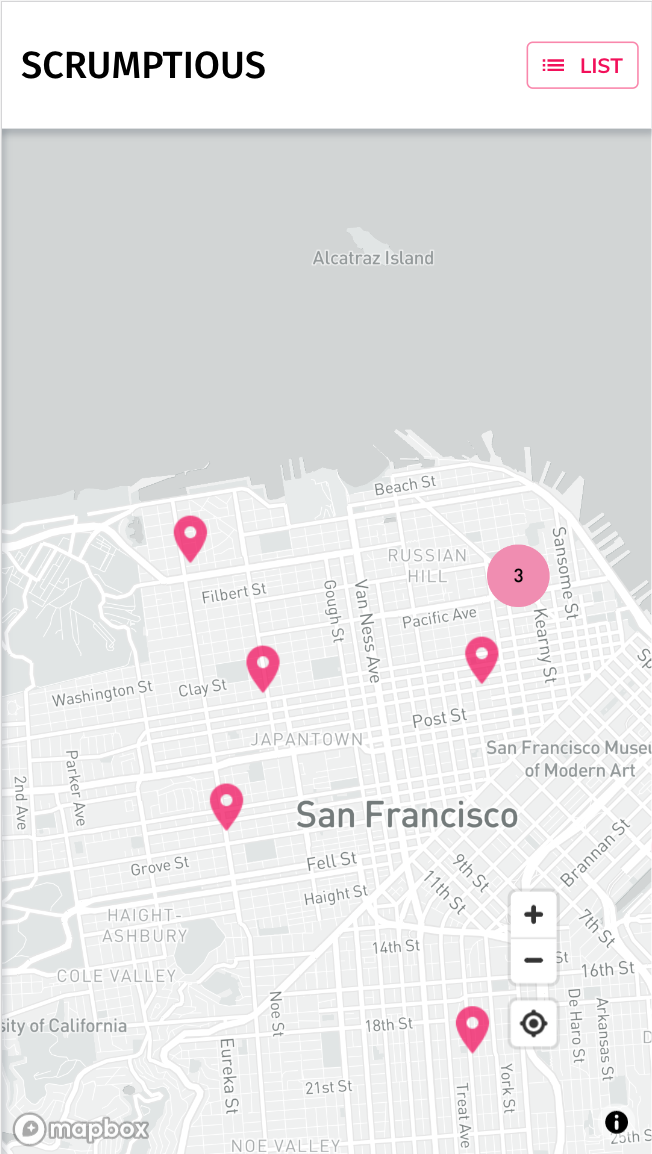 SCRUMPTIOUS
LIST
Alcatraz Island
Beach St
RUSSIAN
HILL
3
Sansome St
Filbert St
Gough St
Van Ness Ave
Pacific Ave
Kearny St
Washington St
Clay St
Post St
JAPANTOWN
San Francisco Museu
of Modern Art
2nd Ave
Parker Ave
San Francisco
Grove St
Fell St
9th St
Brannan St
Haight St
11th St
HAIGHT-
ASHBURY
7th St
14th St
St
16th St
COLE VALLEY
Noe St
De Haro St
Arkansas St
sity of California
18th St
Eureka St
21st St
Treat Ave
York St
D
mapbox
NOE VALLEY
25th S